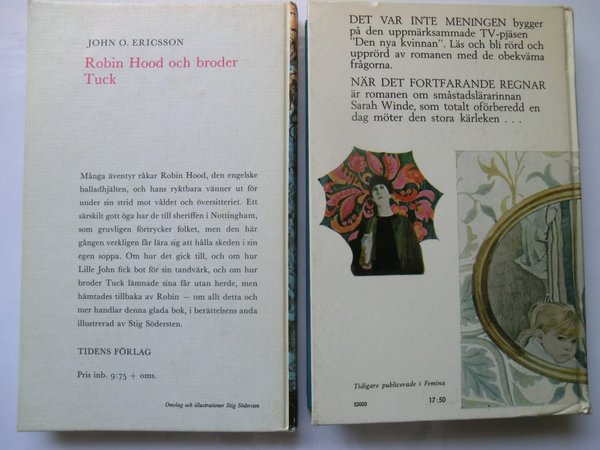 JOHN O. ERICSSON
Robin Hood och broder
Tuck
Många äventyr råkar Robin Hood, den engelske
balladhjälten, och hans ryktbara vänner ut för
under sin strid mot våldet och översitteriet. Ett
särskilt gott öga har de till sheriffen i Nottingham,
som gruvligen förtrycker folket, men den här
gången verkligen får lära sig att hålla skeden i sin
egen soppa. Om hur det gick till, och om hur
Lille John fick bot för sin tandvärk, och om hur
broder Tuck lämnade sina får utan herde, men
hämtades tillbaka av Robin — om allt detta och
mer handlar denna glada bok, i berättelsens anda
illustrerad av Stig Södersten.
TIDENS FÖRLAG
Pris inb. 9:75 + oms.
Omslag och illustrationer Stig Södersten
DET VAR INTE MENINGEN bygger
på den uppmärksammade TV-pjäsen
"Den nya kvinnan". Läs och bli rörd och
upprörd av romanen med de obekväma
frågorna.
NÄR DET FORTFARANDE REGNAR
är romanen om småstadslärarinnan
Sarah Winde, som totalt oförberedd en
dag möter den stora kärleken . . .
Tidigare publicerade i Femina
52003 17:50